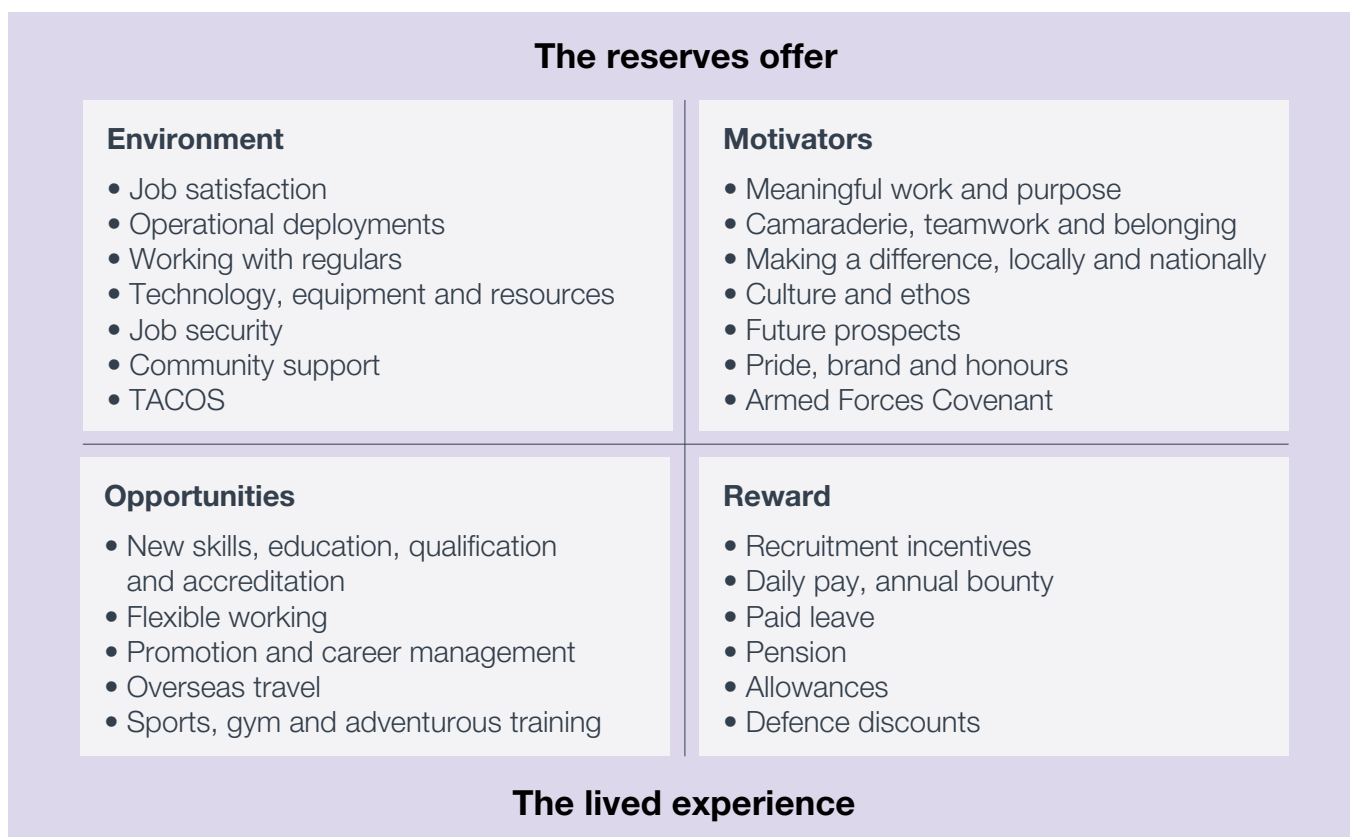 The reserves offer
Environment
• Job satisfaction
• Operational deployments
• Working with regulars
• Technology, equipment and resources
• Job security
• Community support
• TACOS
Motivators
• Meaningful work and purpose
• Camaraderie, teamwork and belonging
• Making a difference, locally and nationally
• Culture and ethos
• Future prospects
• Pride, brand and honours
• Armed Forces Covenant
Opportunities
• New skills, education, qualification
and accreditation
• Flexible working
• Promotion and career management
• Overseas travel
• Sports, gym and adventurous training
Reward
• Recruitment incentives
• Daily pay, annual bounty
• Paid leave
• Pension
• Allowances
• Defence discounts
The lived experience